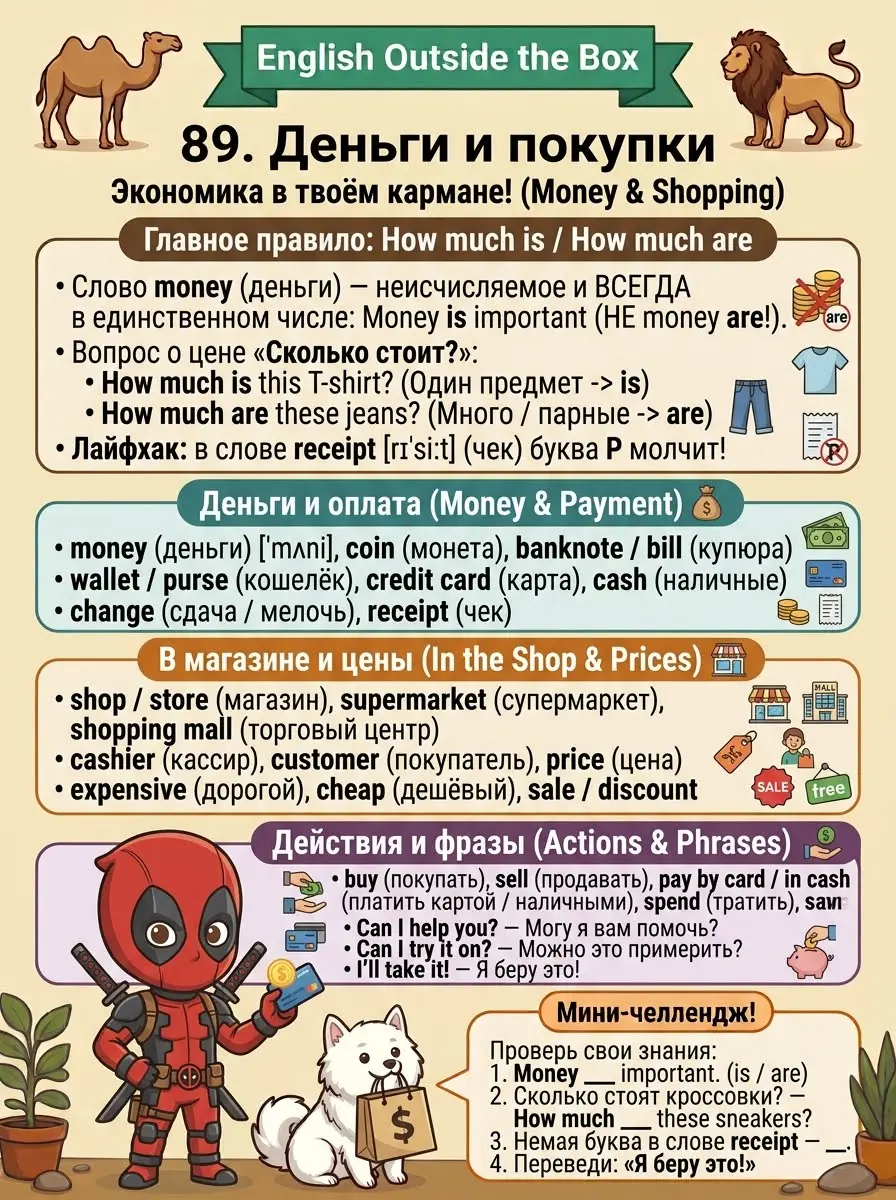 English Outside the Box
89. Деньги и покупки
Экономика в твоём кармане! (Money & Shopping)
Главное правило: How much is / How much are
• Слово money (деньги) — неисчисляемое и ВСЕГДА
в единственном числе: Money is important (НЕ money are!).
are
• Вопрос о цене «Сколько стоит?»:
• How much is this T-shirt? (Один предмет -> is)
• How much are these jeans? (Много / парные -> are)
• Лайфхак: в слове receipt [rɪ'si:t] (чек) буква P молчит!
P
Деньги и оплата (Money & Payment)
$
• money (деньги) ['mʌni], coin (монета), banknote / bill (купюра)
• wallet / purse (кошелёк), credit card (карта), cash (наличные)
• change (сдача / мелочь), receipt (чек)
В магазине и цены (In the Shop & Prices)
• shop / store (магазин), supermarket (супермаркет),
shopping mall (торговый центр)
MALL
• cashier (кассир), customer (покупатель), price (цена)
• expensive (дорогой), cheap (дешёвый), sale / discount
SALE
free
Действия и фразы (Actions & Phrases)
$
• buy (покупать), sell (продавать), pay by card / in cash
(платить картой / наличными), spend (тратить),
• Can I help you? — Могу я вам помочь?
• Can I try it on? — Можно это примерить?
• I'll take it! — Я беру это!
$
$
Мини-челлендж!
Проверь свои знания:
1. Money ___ important. (is / are)
2. Сколько стоят кроссовки? —
How much ___ these sneakers?
3. Немая буква в слове receipt — __.
4. Переведи: «Я беру это!»